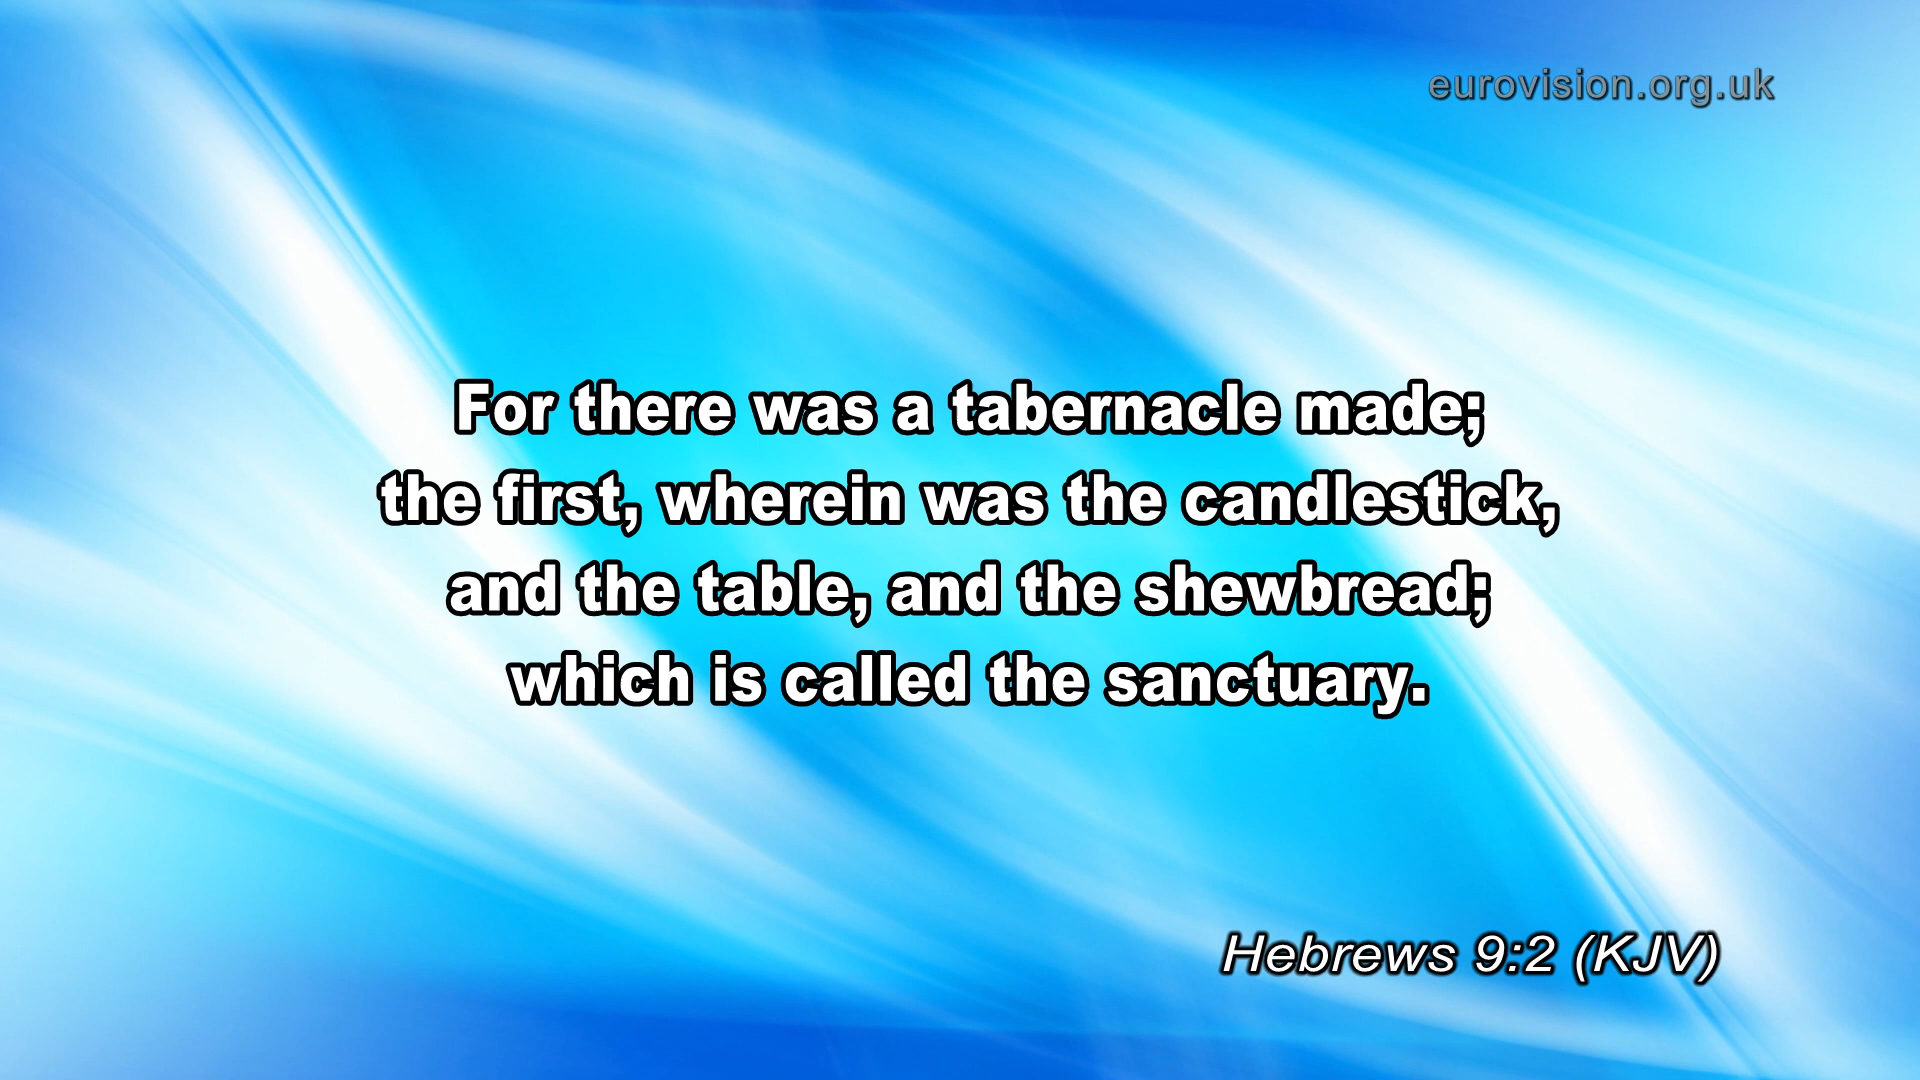 eurovision.org.uk
For there was a tabernacle made;
the first, wherein was the candlestick,
and the table, and the shewbread;
which is called the sanctuary.
Hebrews 9:2 (KJV)